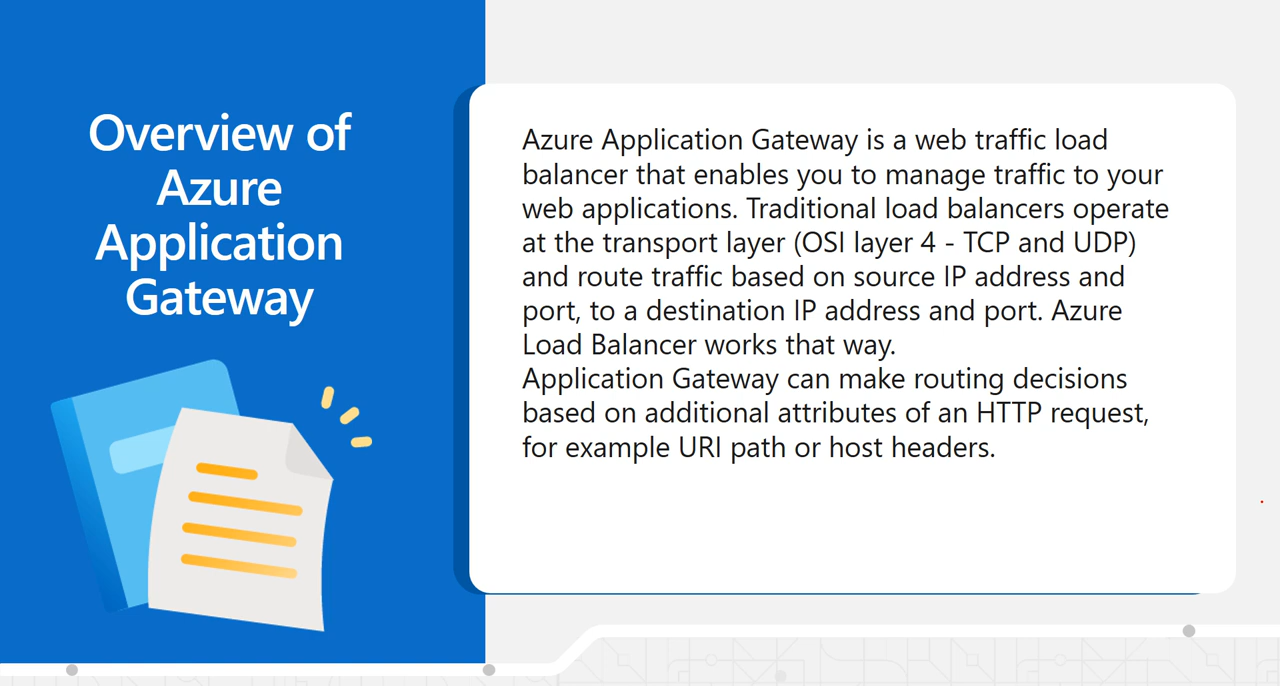 Overview of
Azure
Application
Gateway
Azure Application Gateway is a web traffic load
balancer that enables you to manage traffic to your
web applications. Traditional load balancers operate
at the transport layer (OSI layer 4 - TCP and UDP)
and route traffic based on source IP address and
port, to a destination IP address and port. Azure
Load Balancer works that way.
Application Gateway can make routing decisions
based on additional attributes of an HTTP request,
for example URI path or host headers.